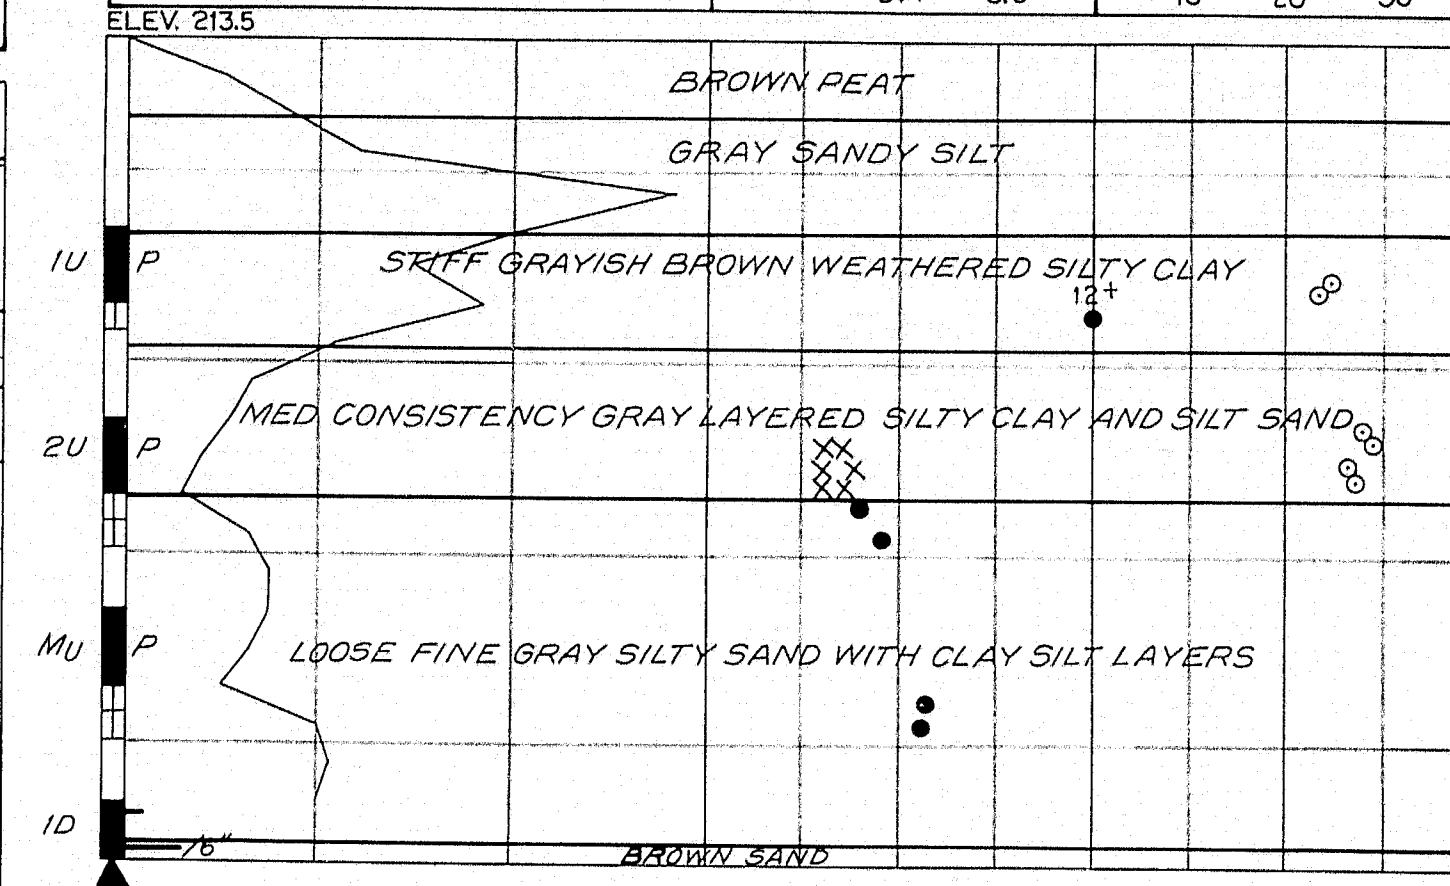 ELEV. 213.5
BROWN PEAT
GRAY SANDY SILT
1U P STIFF GRAYISH BROWN WEATHERED SILTY CLAY
12+
MED CONSISTENCY GRAY LAYERED SILTY CLAY AND SILT SAND
2U P
MU P LOOSE FINE GRAY SILTY SAND WITH CLAY SILT LAYERS
1D
/6"
BROWN SAND